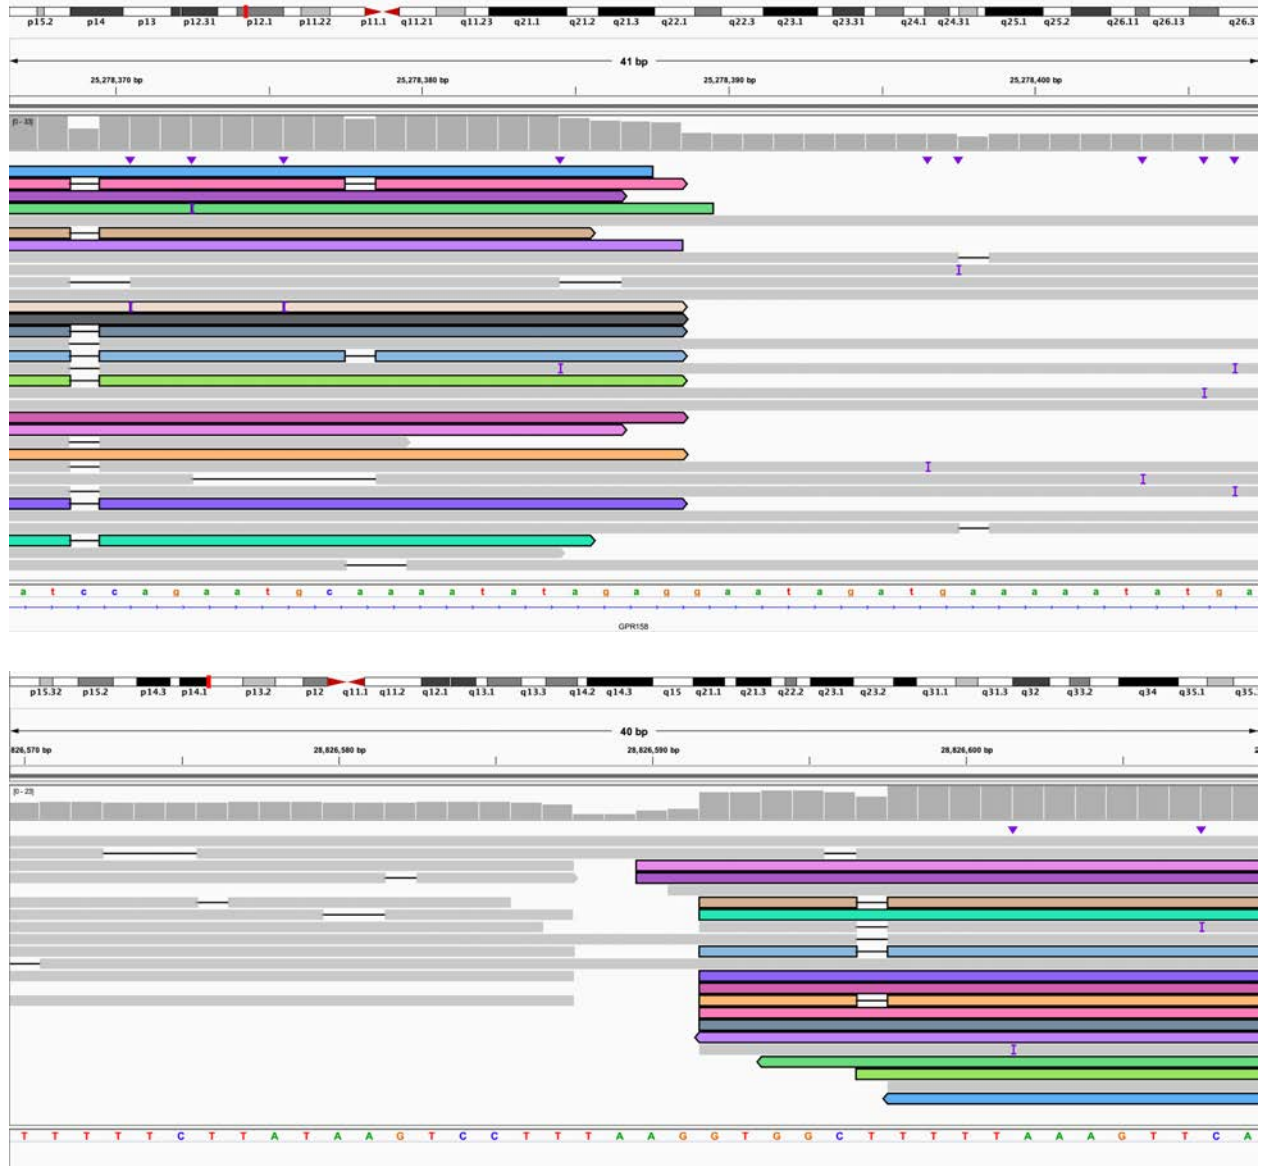 p15.2 p14 p13 p12.31 p12.1 p11.22 p11.1 q11.21 q11.23 q21.1 q21.2 q21.3 q22.1 q22.3 q23.1 q23.31 q24.1 q24.31 q25.1 q25.2 q26.11 q26.13 q26.3
41 bp
25,278,370 bp 25,278,380 bp 25,278,390 bp 25,278,400 bp
[0 - 33]
a t c c a g a a t g c a a a a t a t a g a g g a a t a g a t g a a a a a t a t g a
GPR158
p15.32 p15.2 p14.3 p14.1 p13.2 p12 q11.1 q11.2 q12.1 q13.1 q13.3 q14.2 q14.3 q15 q21.1 q21.3 q22.2 q23.1 q23.2 q31.1 q31.3 q32 q33.2 q34 q35.1 q35.
40 bp
826,570 bp 28,826,580 bp 28,826,590 bp 28,826,600 bp 2
[0 - 23]
T T T T T C T T A T A A G T C C T T T A A G G T G G C T T T T T A A A G T T C A